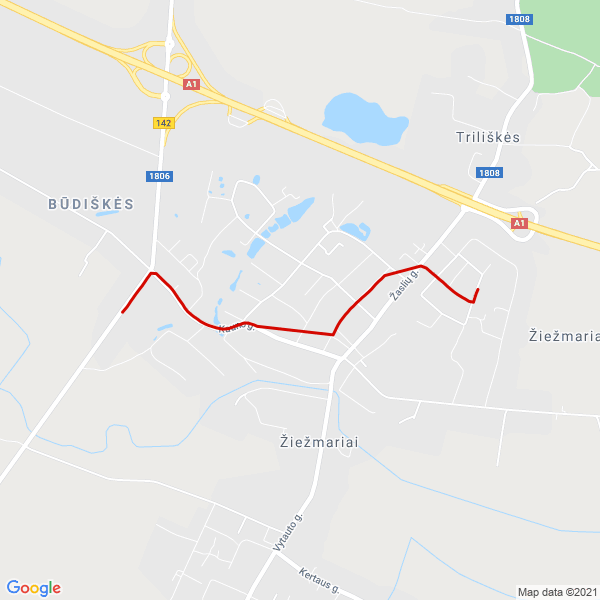 1808
A1
142
Triliškės
1806
1808
BŪDIŠKĖS
A1
Žaslių g.
Kauno g.
Žiežmariai
Žiežmariai
Vytauto g.
Kertaus g.
Google
Map data ©2021